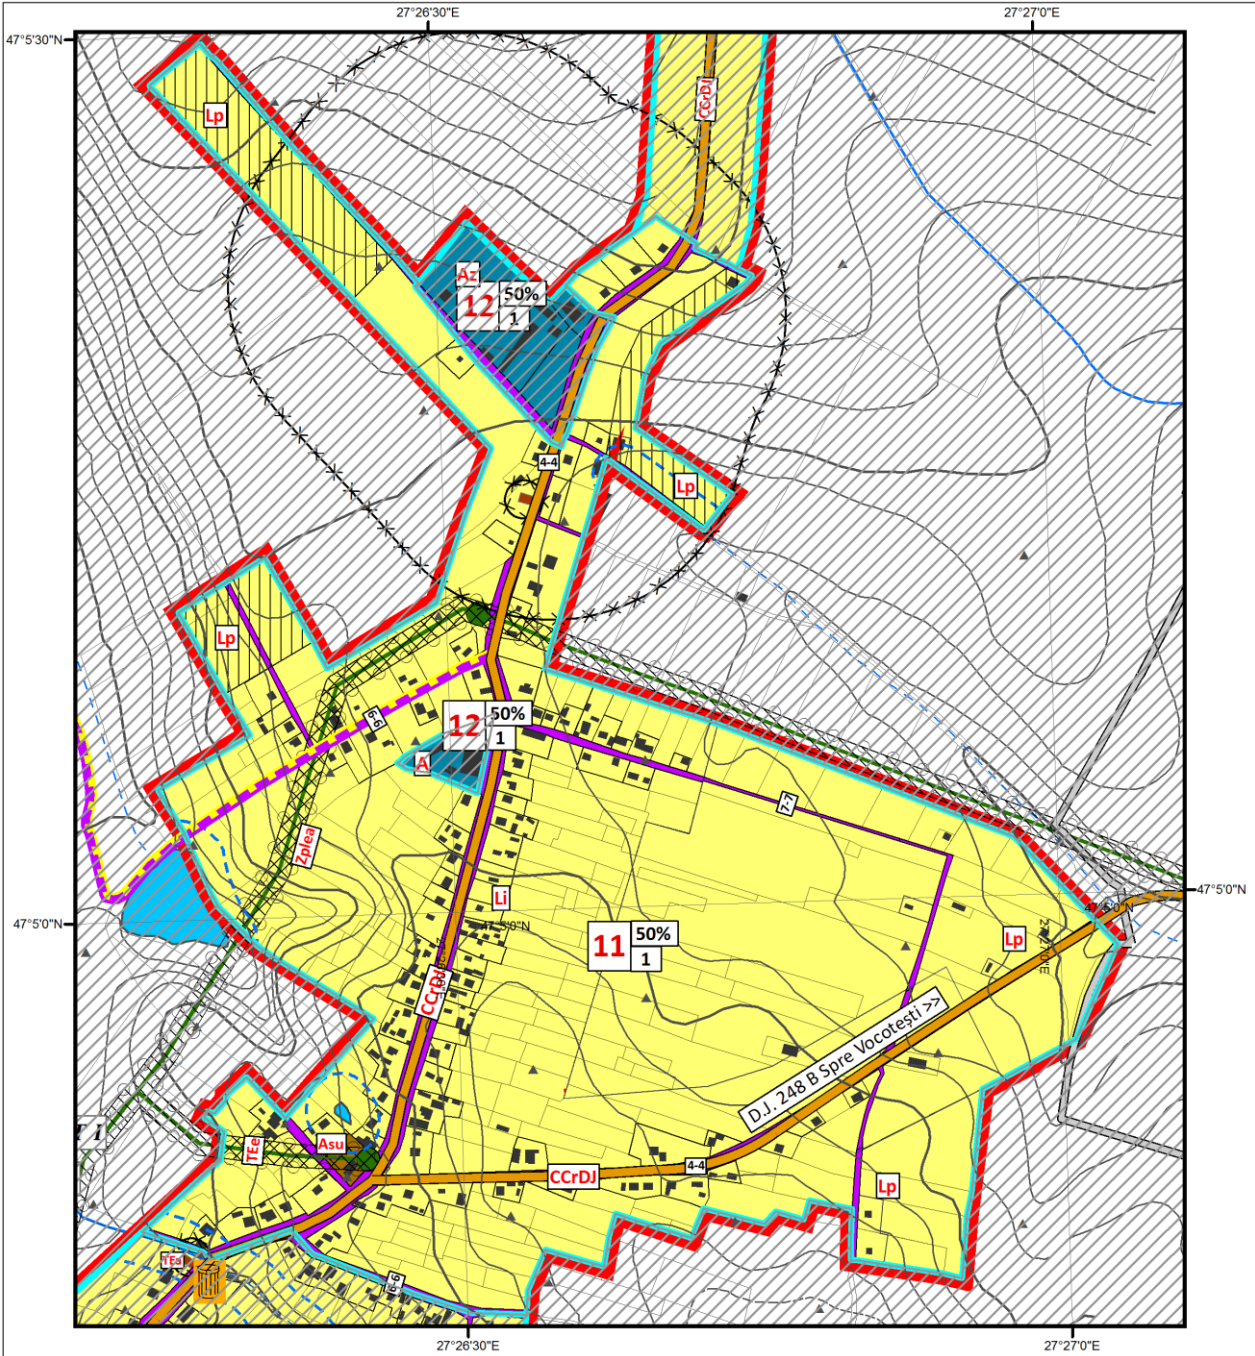 27°26'30"E
27°27'0"E
47°5'30"N
CCrDJ
Lp
Az
12
50%
1
4-4
Lp
Lp
12
50%
1
6-6
A
7-7
Zplea
Li
47°5'0"N
47°5'0"N
47°5'0"N
11
50%
1
Lp
CCrDJ
D.J. 248 B Spre Vocotești >>
T I
TEe
Asu
4-4
CCrDJ
Lp
TEs
6-6
27°26'30"E
27°27'0"E